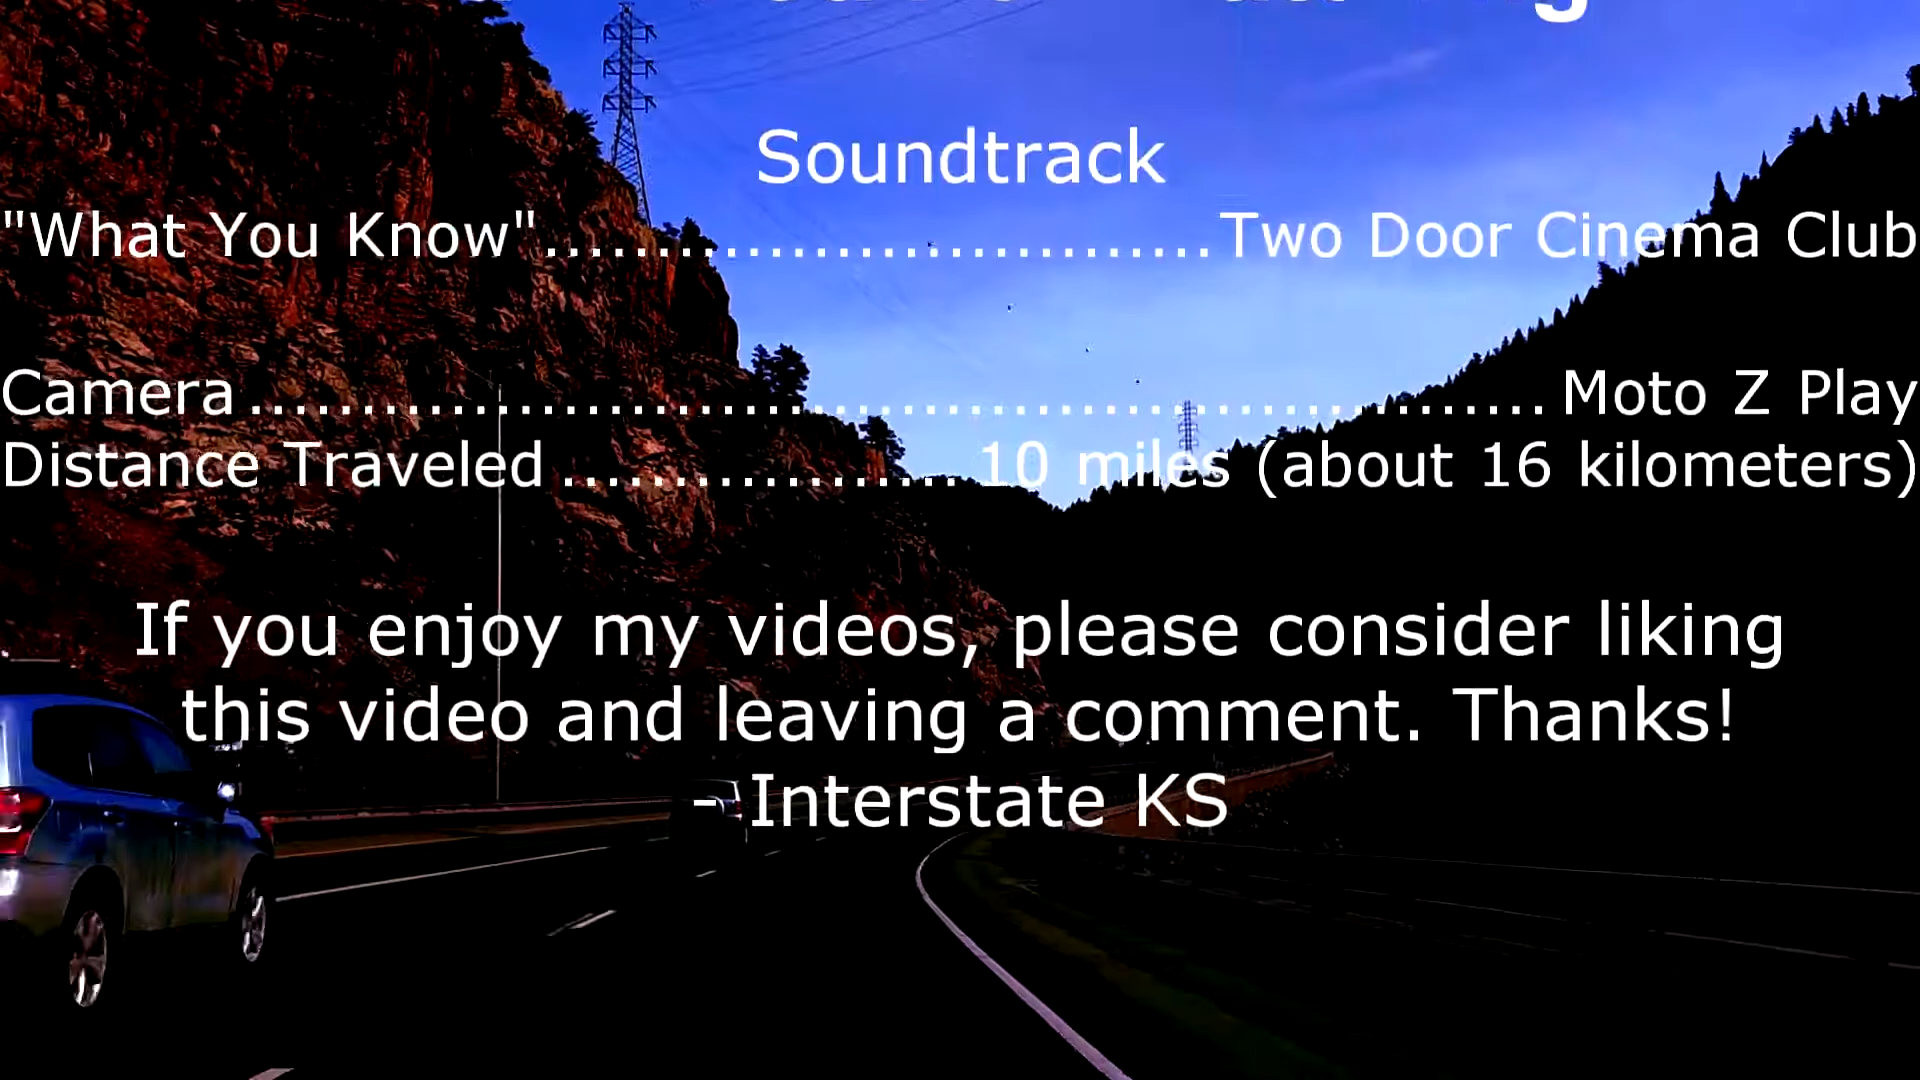 Soundtrack
"What You Know"..............................Two Door Cinema Club
Camera..........................................................Moto Z Play
Distance Traveled..................10 miles (about 16 kilometers)
If you enjoy my videos, please consider liking
this video and leaving a comment. Thanks!
- Interstate KS